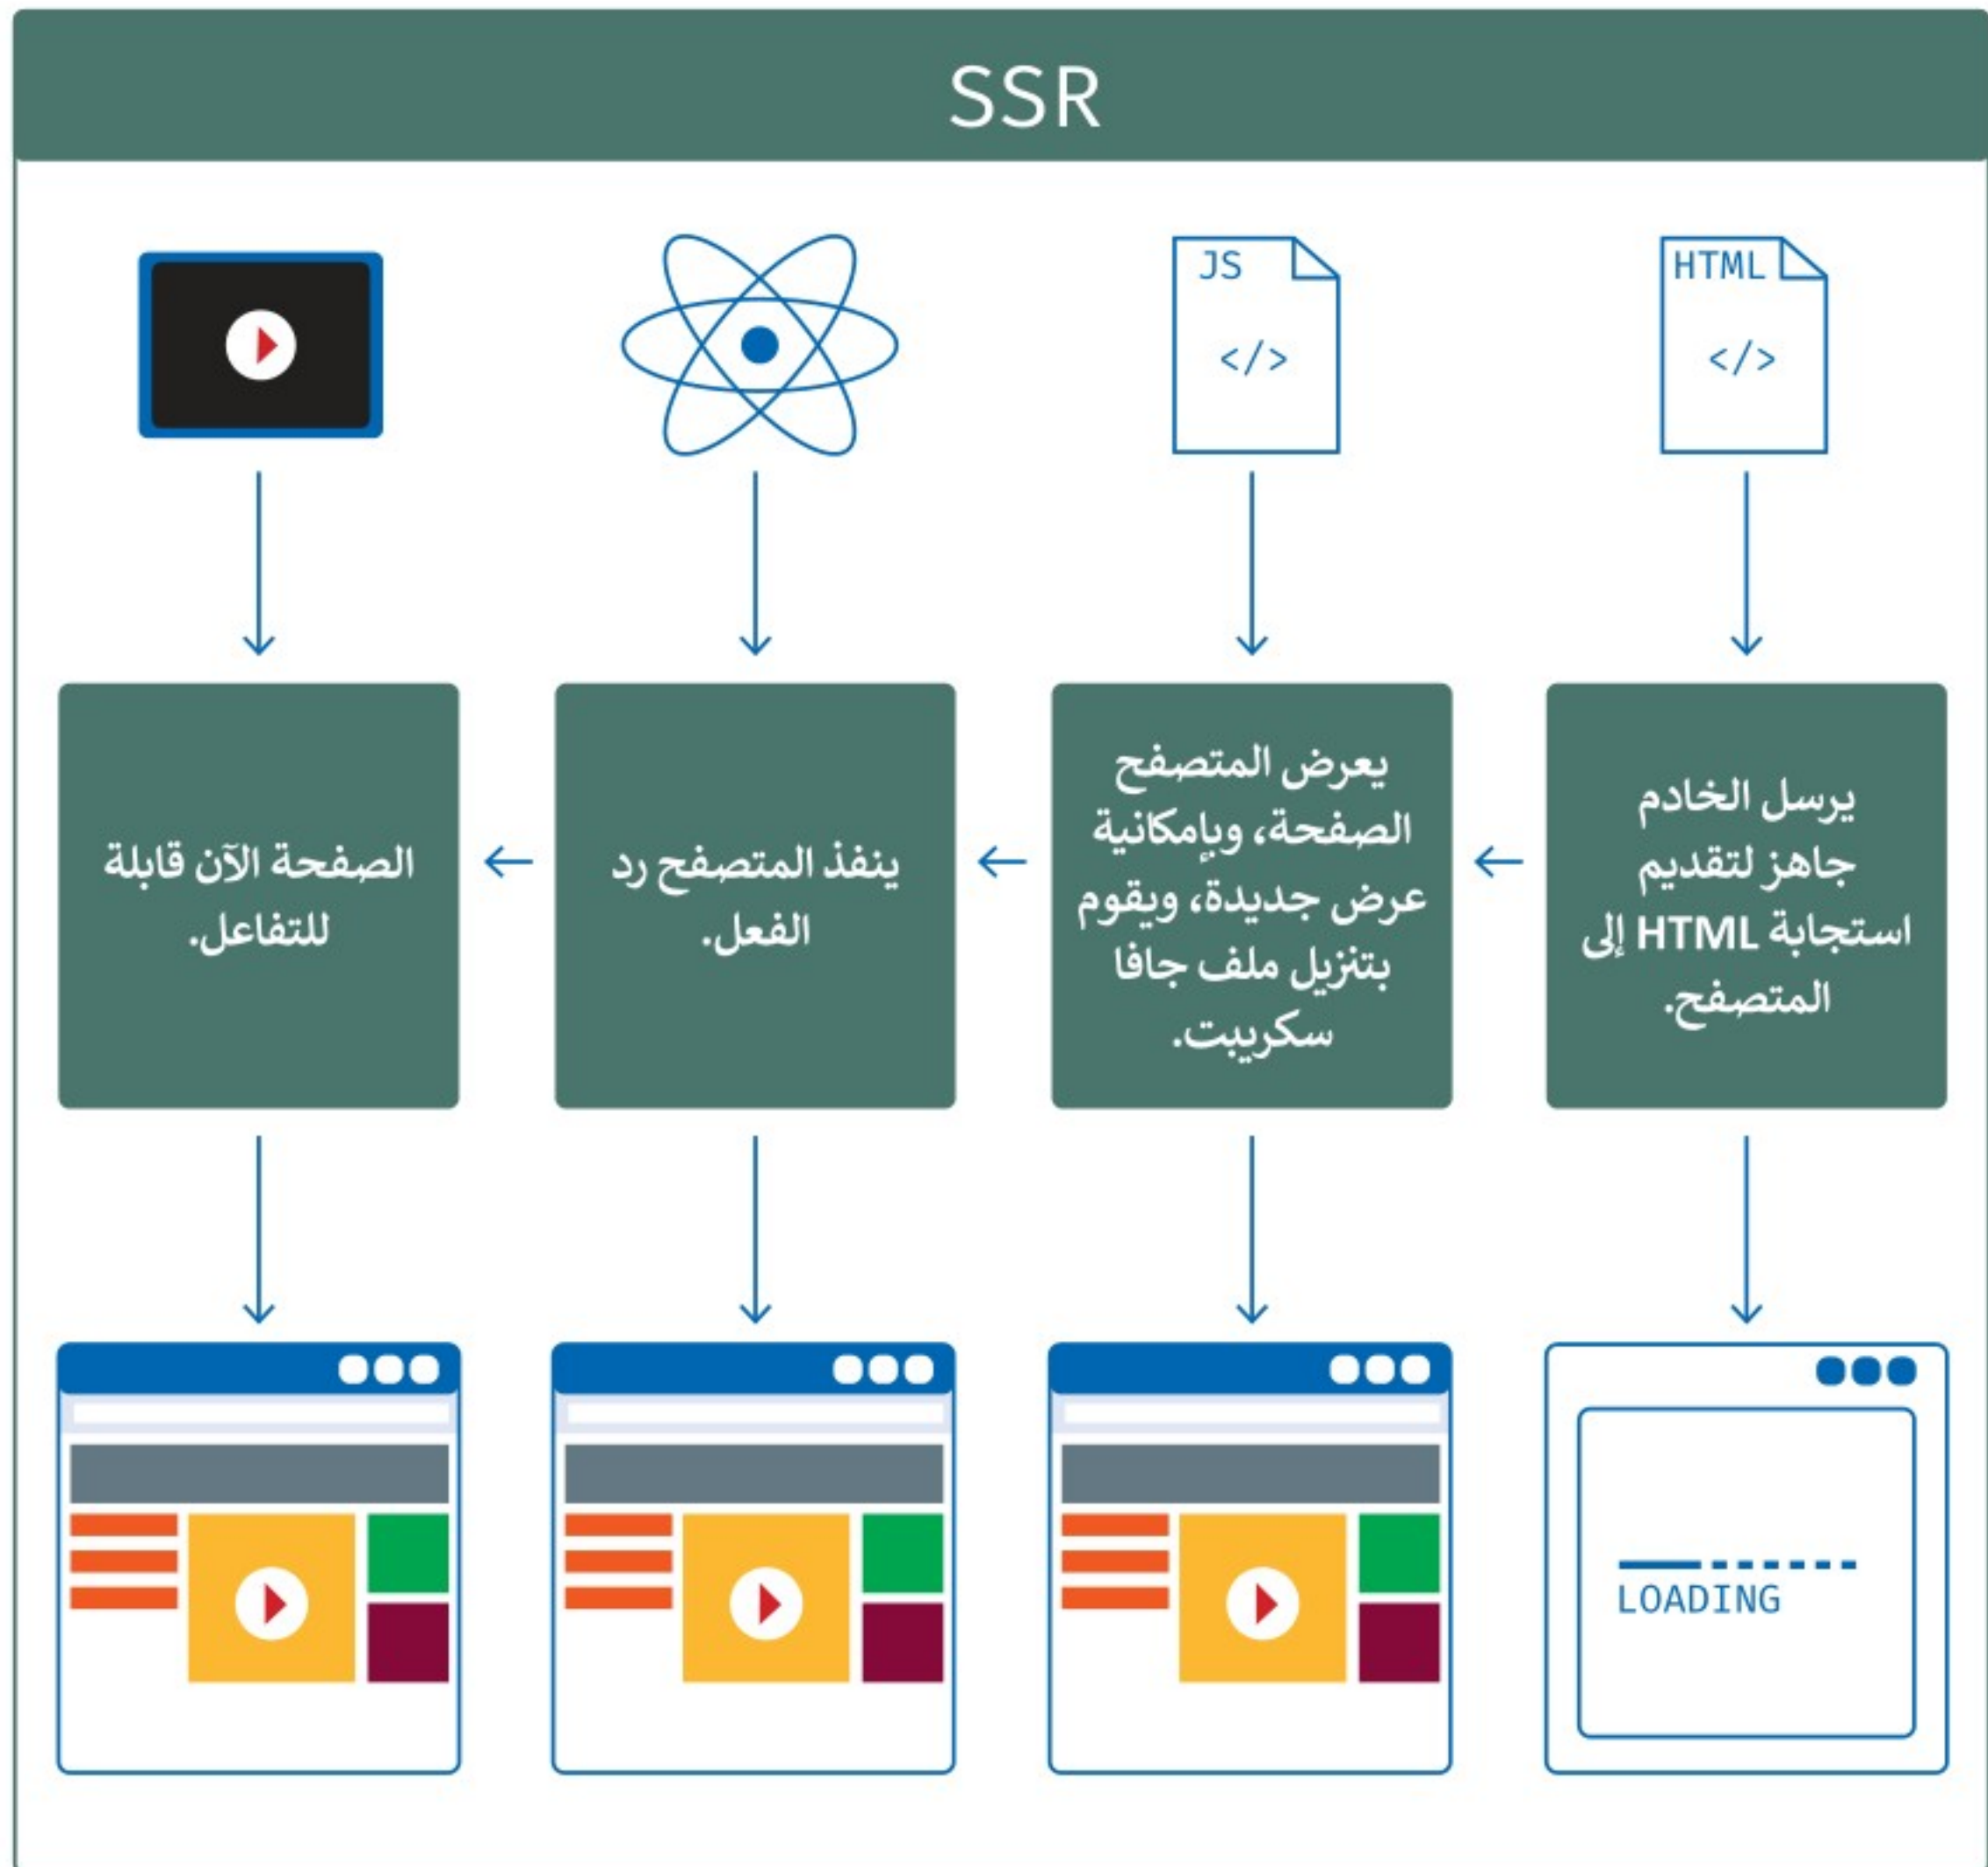 SSR
HTML
</>
JS
</>
يرسل الخادم
جاهز لتقديم
استجابة HTML إلى
المتصفح.
يعرض المتصفح
الصفحة، وبإمكانية
عرض جديدة، ويقوم
بتنزيل ملف جافا
سكريبت.
ينفذ المتصفح رد
الفعل.
الصفحة الآن قابلة
للتفاعل.
LOADING